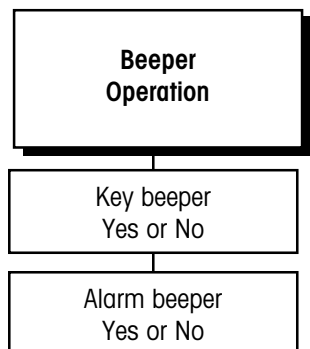 Beeper
Operation
Key beeper
Yes or No
Alarm beeper
Yes or No